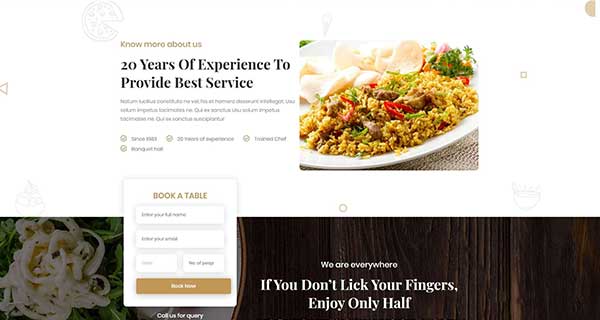 Know more about us
20 Years Of Experience To
Provide Best Service
Natum lucilius constituto ne vel, his et homero deserunt intellegat. Usu
solum impetus tacimates ne. Qui ex sanctus usu solum impetus
tacimates ne. Qui ex sanctus suscipiantur
Since 1983
20 Years of experience
Trained Chef
Banquet hall
BOOK A TABLE
Enter your full name
Enter your email
No. of peopl
Book Now
Call us for query
We are everywhere
If You Don't Lick Your Fingers,
Enjoy Only Half